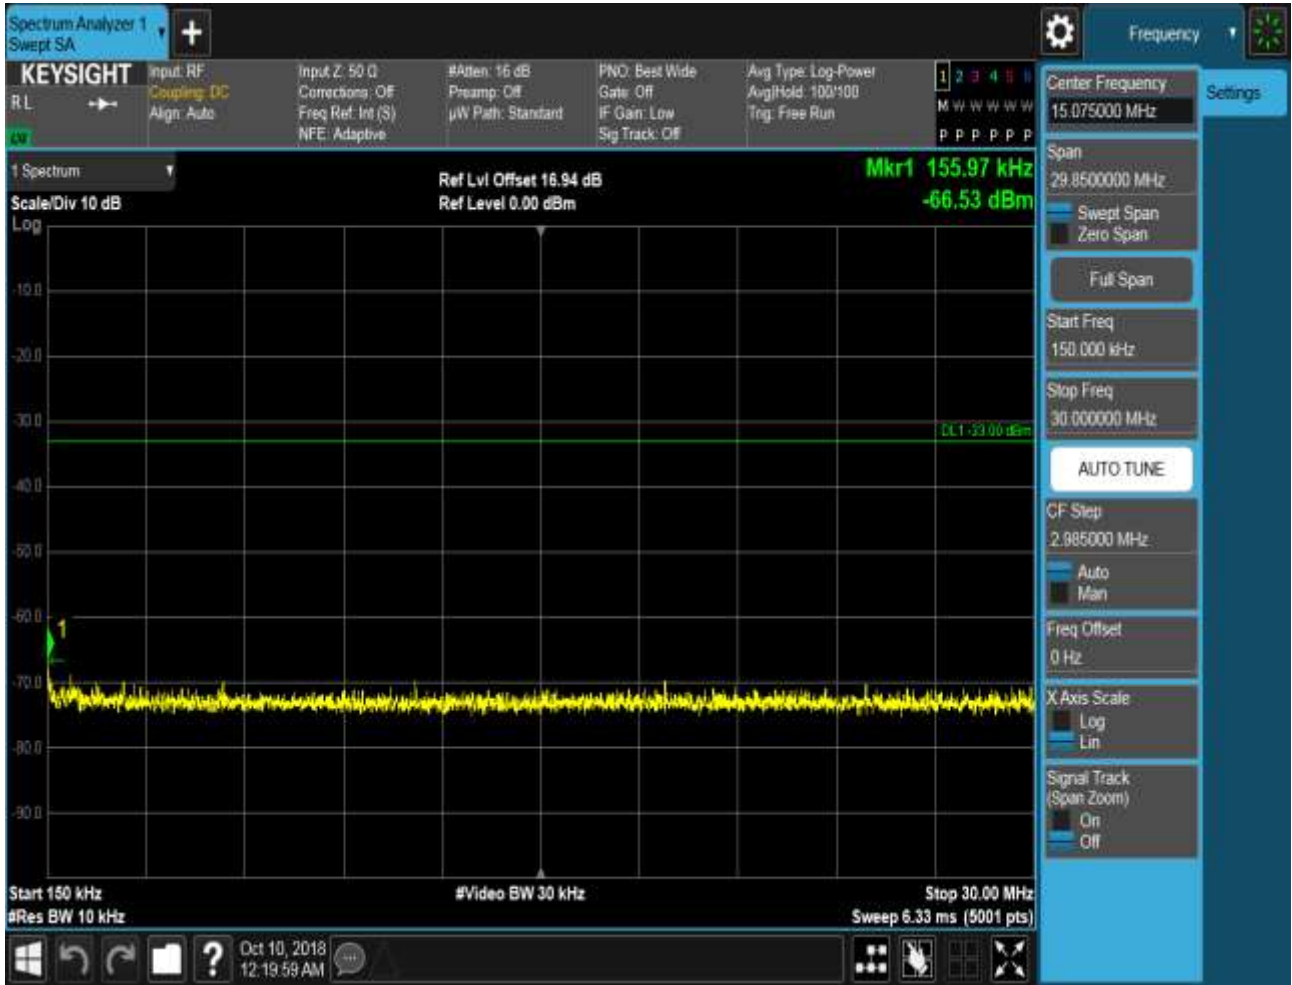 Spectrum Analyzer 1
Swept SA
Frequency
KEYSIGHT
R L
Input: RF
Coupling: DC
Align: Auto
Input Z: 50 Ω
Corrections: Off
Freq Ref: Int (S)
NFE: Adaptive
#Atten: 16 dB
Preamp: Off
µW Path: Standard
PNO: Best Wide
Gate: Off
IF Gain: Low
Sig Track: Off
Avg Type: Log-Power
Avg|Hold: 100/100
Trig: Free Run
1 2 3 4 5 6
M W W W W W
P P P P P P
1 Spectrum
Scale/Div 10 dB
Log
Ref Lvl Offset 16.94 dB
Ref Level 0.00 dBm
Mkr1 155.97 kHz
-66.53 dBm
-10.0
-20.0
-30.0
DL1 -33.00 dBm
-40.0
-50.0
-60.0
1
-70.0
-80.0
-90.0
Start 150 kHz
#Res BW 10 kHz
#Video BW 30 kHz
Stop 30.00 MHz
Sweep 6.33 ms (5001 pts)
Center Frequency
15.075000 MHz
Settings
Span
29.8500000 MHz
Swept Span
Zero Span
Full Span
Start Freq
150.000 kHz
Stop Freq
30.000000 MHz
AUTO TUNE
CF Step
2.985000 MHz
Auto
Man
Freq Offset
0 Hz
X Axis Scale
Log
Lin
Signal Track
(Span Zoom)
On
Off
?
Oct 10, 2018
12:19:59 AM